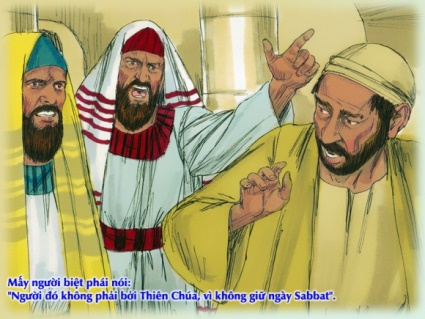 Mấy người biệt phái nói:
"Người đó không phải bởi Thiên Chúa, vì không giữ ngày Sabbat".